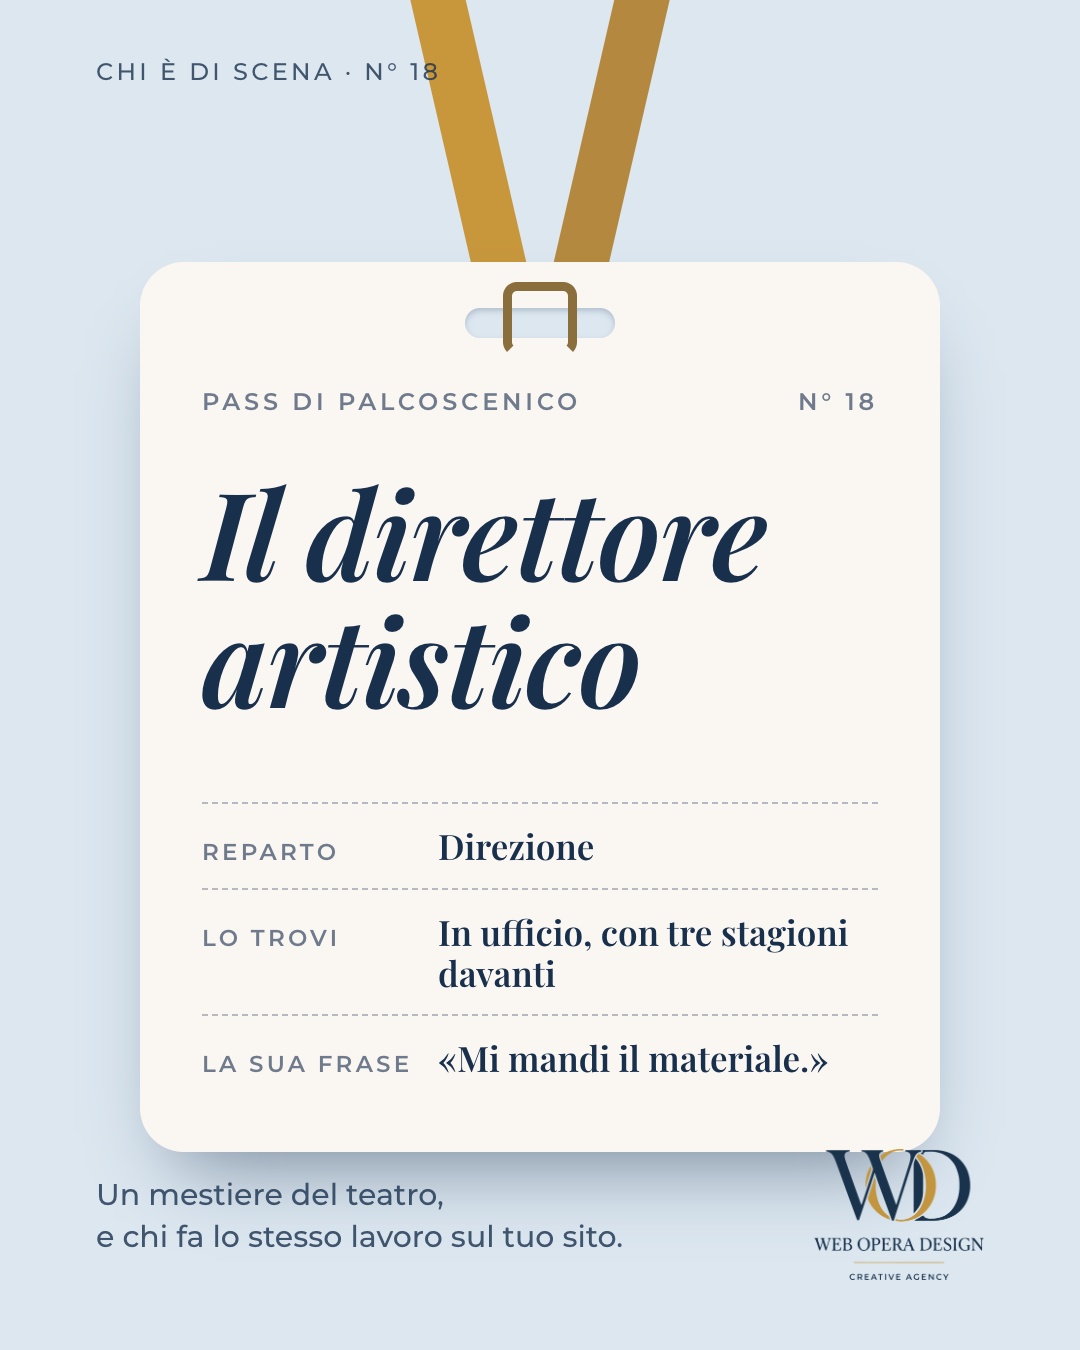 CHI È DI SCENA · N° 18
PASS DI PALCOSCENICO
N° 18
Il direttore
artistico
REPARTO
Direzione
LO TROVI
In ufficio, con tre stagioni
davanti
LA SUA FRASE
«Mi mandi il materiale.»
Un mestiere del teatro,
e chi fa lo stesso lavoro sul tuo sito.
WOD
WEB OPERA DESIGN
CREATIVE AGENCY